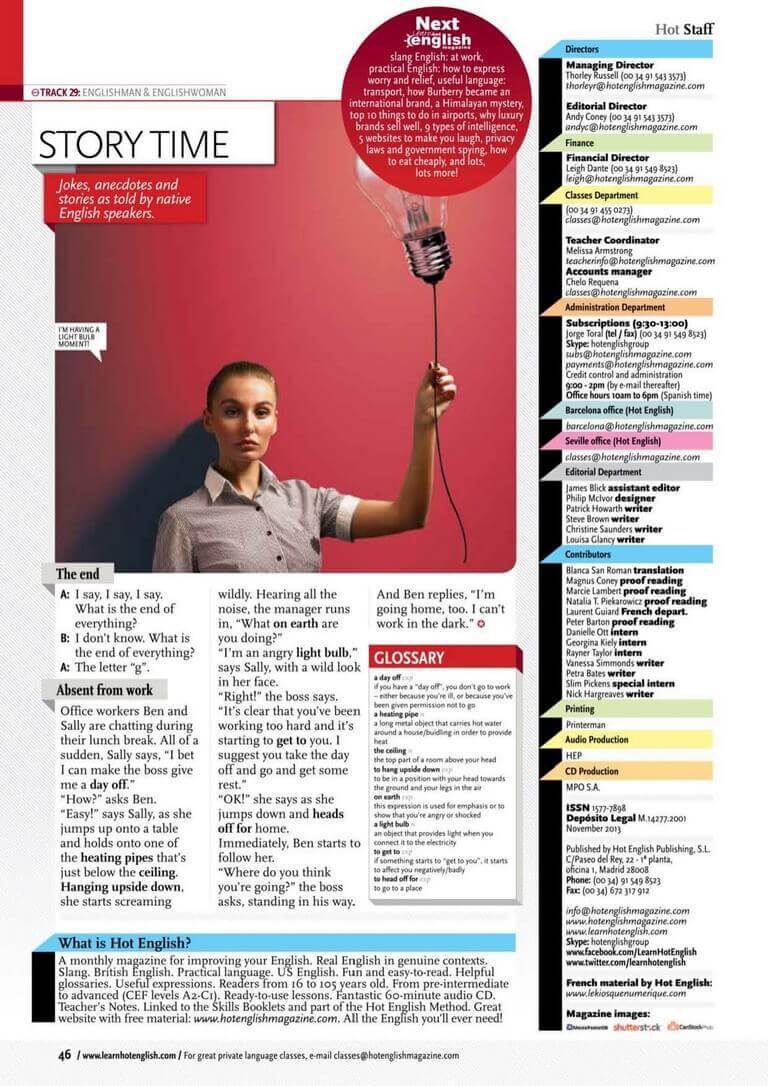 Next
Learn hot
english
magazine
slang English: at work,
practical English: how to express
worry and relief, useful language:
transport, how Burberry became an
international brand, a Himalayan mystery,
top 10 things to do in airports, why luxury
brands sell well, 9 types of intelligence,
5 websites to make you laugh, privacy
laws and government spying, how
to eat cheaply, and lots,
lots more!
TRACK 29: ENGLISHMAN & ENGLISHWOMAN
STORY TIME
Jokes, anecdotes and
stories as told by native
English speakers.
I'M HAVING A
LIGHT BULB
MOMENT!
The end
A: I say, I say, I say.
What is the end of
everything?
B: I don't know. What is
the end of everything?
A: The letter "g".
Absent from work
Office workers Ben and
Sally are chatting during
their lunch break. All of a
sudden, Sally says, "I bet
I can make the boss give
me a day off."
"How?" asks Ben.
"Easy!" says Sally, as she
jumps up onto a table
and holds onto one of
the heating pipes that's
just below the ceiling.
Hanging upside down,
she starts screaming
wildly. Hearing all the
noise, the manager runs
in, "What on earth are
you doing?"
"I'm an angry light bulb,"
says Sally, with a wild look
in her face.
"Right!" the boss says.
"It's clear that you've been
working too hard and it's
starting to get to you. I
suggest you take the day
off and go and get some
rest."
"OK!" she says as she
jumps down and heads
off for home.
Immediately, Ben starts to
follow her.
"Where do you think
you're going?" the boss
asks, standing in his way.
And Ben replies, "I'm
going home, too. I can't
work in the dark."
GLOSSARY
a day off exp
if you have a "day off", you don't go to work
– either because you're ill, or because you've
been given permission not to go
a heating pipe n
a long metal object that carries hot water
around a house/buidling in order to provide
heat
the ceiling n
the top part of a room above your head
to hang upside down exp
to be in a position with your head towards
the ground and your legs in the air
on earth exp
this expression is used for emphasis or to
show that you're angry or shocked
a light bulb n
an object that provides light when you
connect it to the electricity
to get to exp
if something starts to "get to you", it starts
to affect you negatively/badly
to head off for exp
to go to a place
What is Hot English?
A monthly magazine for improving your English. Real English in genuine contexts.
Slang. British English. Practical language. US English. Fun and easy-to-read. Helpful
glossaries. Useful expressions. Readers from 16 to 105 years old. From pre-intermediate
to advanced (CEF levels A2-C1). Ready-to-use lessons. Fantastic 60-minute audio CD.
Teacher's Notes. Linked to the Skills Booklets and part of the Hot English Method. Great
website with free material: www.hotenglishmagazine.com. All the English you'll ever need!
46 / www.learnhotenglish.com / For great private language classes, e-mail classes@hotenglishmagazine.com
Hot Staff
Directors
Managing Director
Thorley Russell (00 34 91 543 3573)
thorleyr@hotenglishmagazine.com
Editorial Director
Andy Coney (00 34 91 543 3573)
andyc@hotenglishmagazine.com
Finance
Financial Director
Leigh Dante (00 34 91 549 8523)
leigh@hotenglishmagazine.com
Classes Department
(00 34 91 455 0273)
classes@hotenglishmagazine.com
Teacher Coordinator
Melissa Armstrong
teacherinfo@hotenglishmagazine.com
Accounts manager
Chelo Requena
classes@hotenglishmagazine.com
Administration Department
Subscriptions (9:30-13:00)
Jorge Toral (tel / fax) (00 34 91 549 8523)
Skype: hotenglishgroup
subs@hotenglishmagazine.com
payments@hotenglishmagazine.com
Credit control and administration
9:00 - 2pm (by e-mail thereafter)
Office hours 10am to 6pm (Spanish time)
Barcelona office (Hot English)
barcelona@hotenglishmagazine.com
Seville office (Hot English)
classes@hotenglishmagazine.com
Editorial Department
James Blick assistant editor
Philip McIvor designer
Patrick Howarth writer
Steve Brown writer
Christine Saunders writer
Louisa Glancy writer
Contributors
Blanca San Roman translation
Magnus Coney proof reading
Marcie Lambert proof reading
Natalia T. Piekarowicz proof reading
Laurent Guiard French depart.
Peter Barton proof reading
Danielle Ott intern
Georgina Kiely intern
Rayner Taylor intern
Vanessa Simmonds writer
Petra Bates writer
Slim Pickens special intern
Nick Hargreaves writer
Printing
Printerman
Audio Production
HEP
CD Production
MPO S.A.
ISSN 1577-7898
Depósito Legal M.14277.2001
November 2013
Published by Hot English Publishing, S.L.
C/Paseo del Rey, 22 - 1ª planta,
oficina 1, Madrid 28008
Phone: (00 34) 91 549 8523
Fax: (00 34) 672 317 912
info@hotenglishmagazine.com
www.hotenglishmagazine.com
www.learnhotenglish.com
Skype: hotenglishgroup
www.facebook.com/LearnHotEnglish
www.twitter.com/learnhotenglish
French material by Hot English:
www.lekiosquenumerique.com
Magazine images:
shutterstock CanStockPhoto